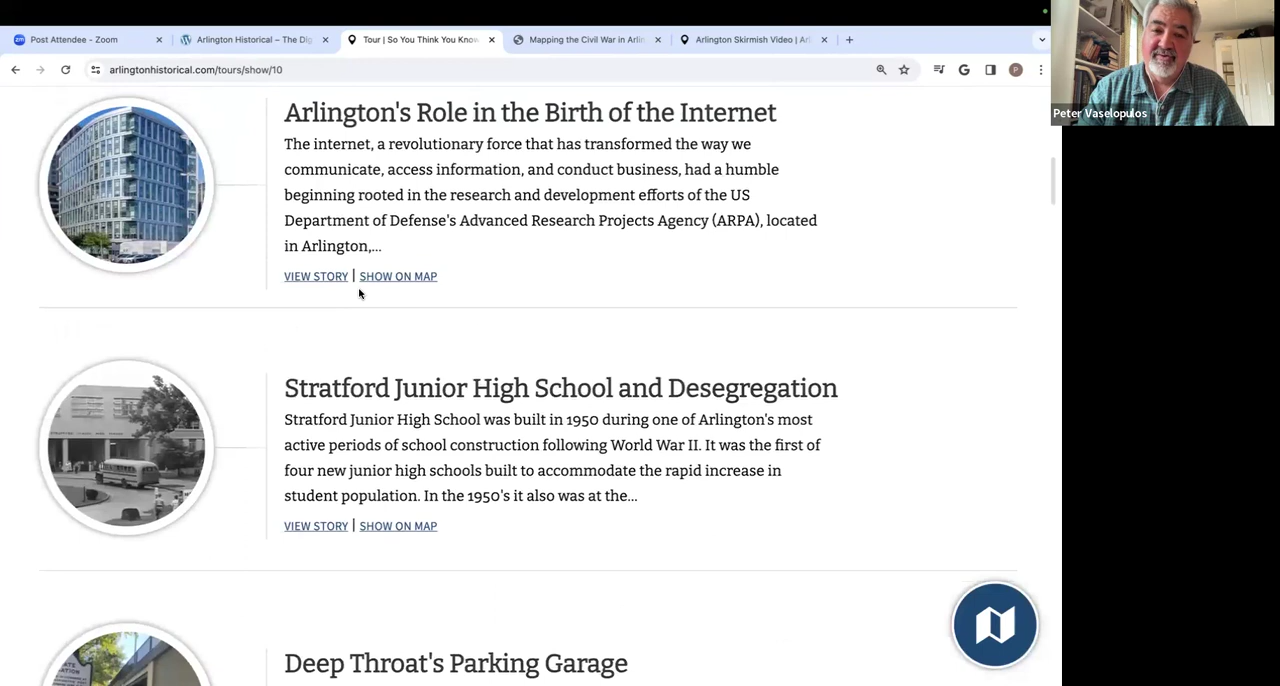 Post Attendee - Zoom
Arlington Historical – The Dig
Tour | So You Think You Know
Mapping the Civil War in Arlin
Arlington Skirmish Video | Arl
arlingtonhistorical.com/tours/show/10
Peter Vaselopulos
Arlington's Role in the Birth of the Internet
The internet, a revolutionary force that has transformed the way we
communicate, access information, and conduct business, had a humble
beginning rooted in the research and development efforts of the US
Department of Defense's Advanced Research Projects Agency (ARPA), located
in Arlington,...
VIEW STORY | SHOW ON MAP
Stratford Junior High School and Desegregation
Stratford Junior High School was built in 1950 during one of Arlington's most
active periods of school construction following World War II. It was the first of
four new junior high schools built to accommodate the rapid increase in
student population. In the 1950's it also was at the...
VIEW STORY | SHOW ON MAP
Deep Throat's Parking Garage